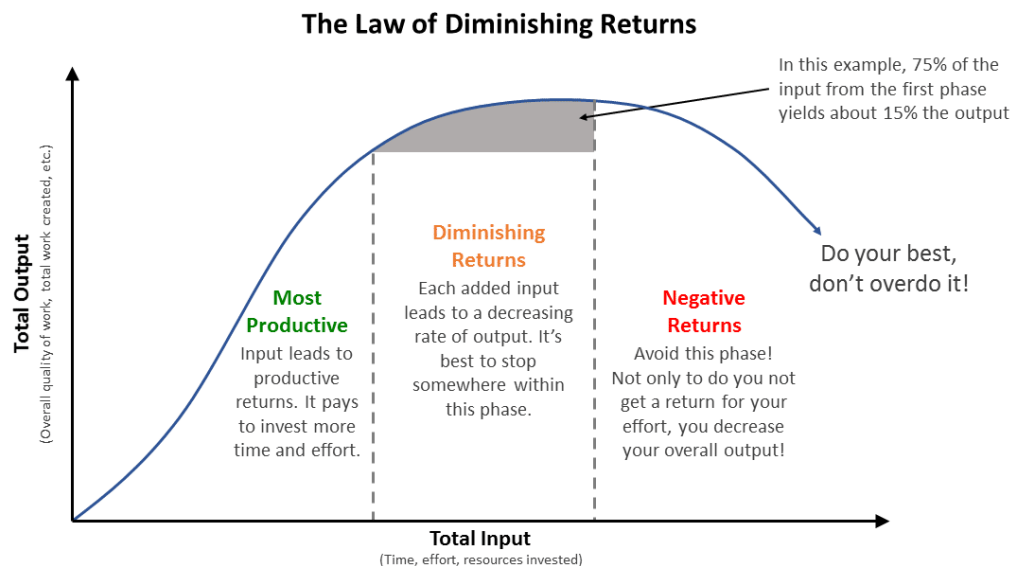 The Law of Diminishing Returns
In this example, 75% of the
input from the first phase
yields about 15% the output
Total Output
(Overall quality of work, total work created, etc.)
Most
Productive
Input leads to
productive
returns. It pays
to invest more
time and effort.
Diminishing
Returns
Each added input
leads to a decreasing
rate of output. It’s
best to stop
somewhere within
this phase.
Negative
Returns
Avoid this phase!
Not only to do you not
get a return for your
effort, you decrease
your overall output!
Do your best,
don’t overdo it!
Total Input
(Time, effort, resources invested)